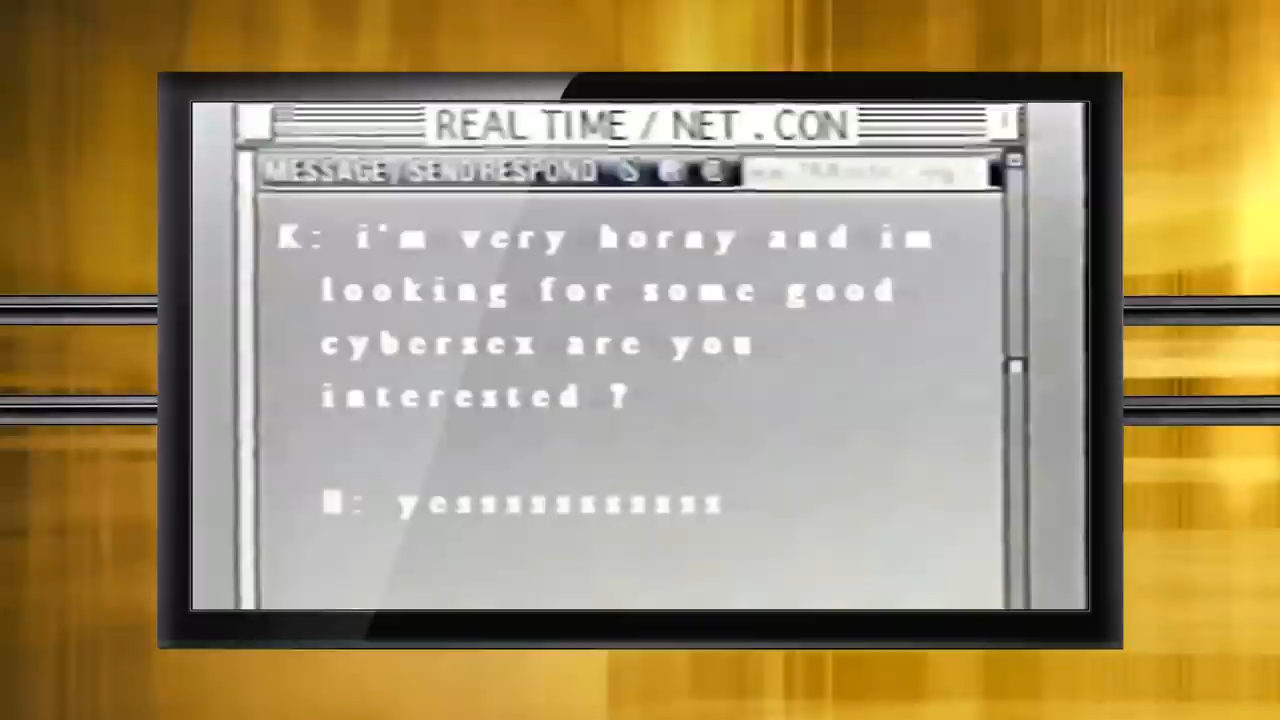 REAL TIME / NET . CON
MESSAGE / SEND RESPOND S R C
K: i'm very horny and im
looking for some good
cybersex are you
interested ?
H: yesssssssssss